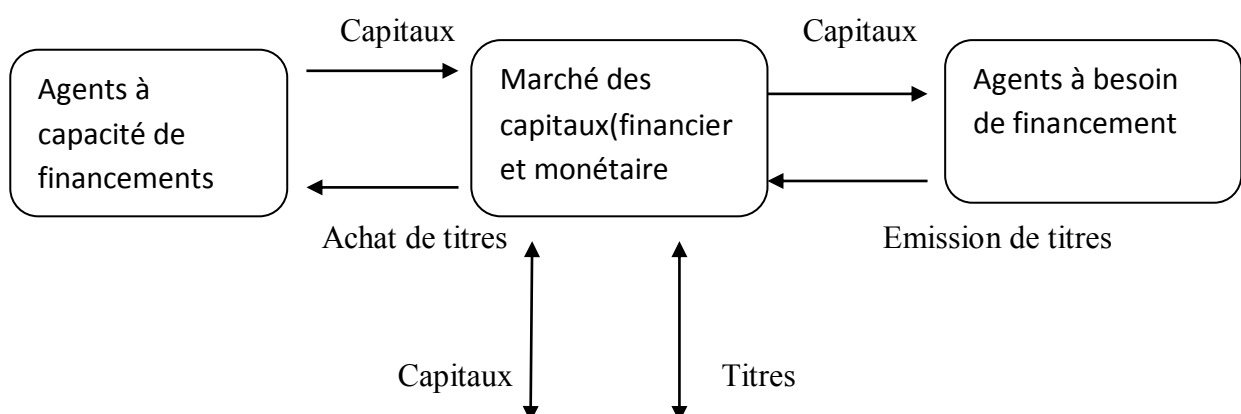 Capitaux
Capitaux
Agents à
capacité de
financements
Marché des
capitaux(financier
et monétaire
Agents à besoin
de financement
Achat de titres
Emission de titres
Capitaux
Titres